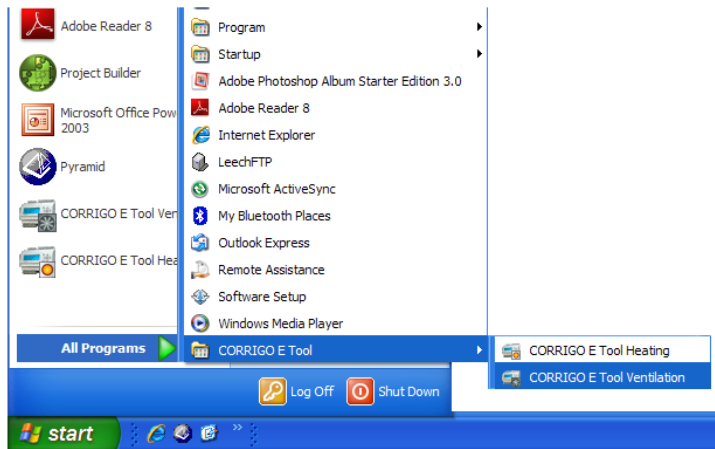 Adobe Reader 8
Project Builder
Microsoft Office Pow
2003
Pyramid
CORRIGO E Tool Ven
CORRIGO E Tool Hea
All Programs
Program
Startup
Adobe Photoshop Album Starter Edition 3.0
Adobe Reader 8
Internet Explorer
LeechFTP
Microsoft ActiveSync
My Bluetooth Places
Outlook Express
Remote Assistance
Software Setup
Windows Media Player
CORRIGO E Tool
CORRIGO E Tool Heating
CORRIGO E Tool Ventilation
Log Off
Shut Down
start